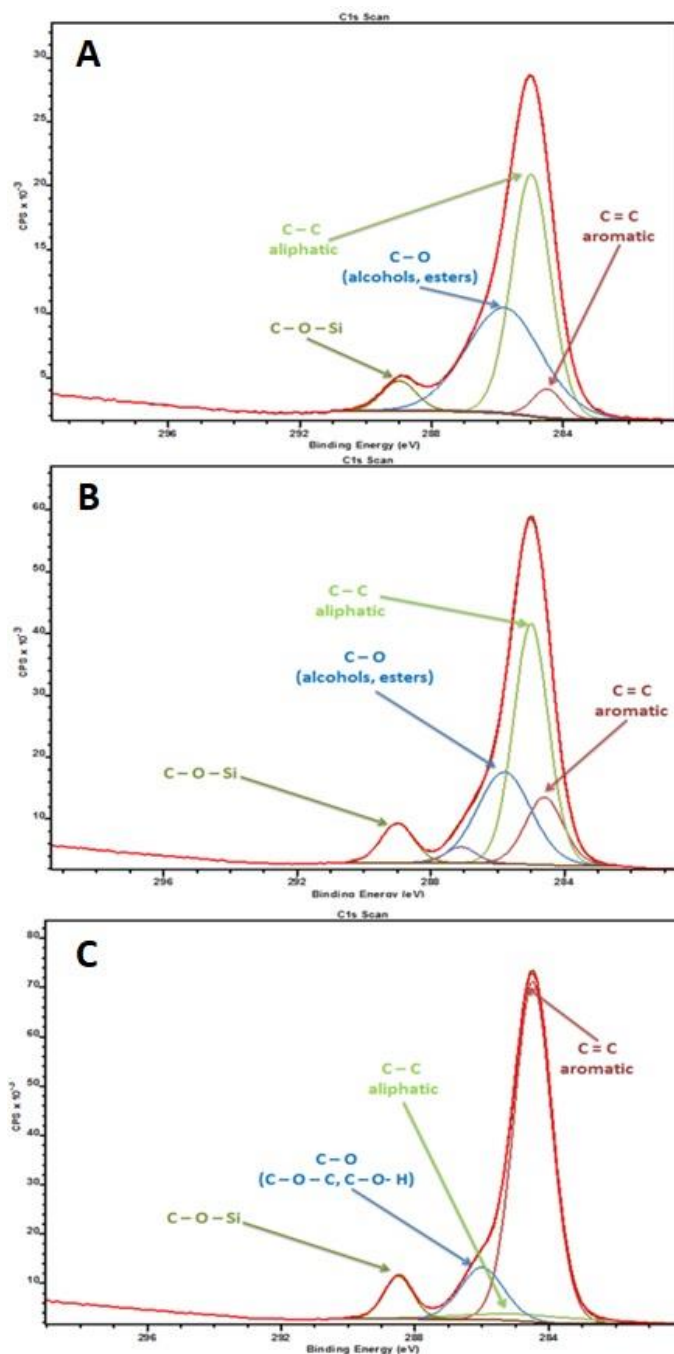 C1s Scan
A
30
25
20
15
10
5
CPS x 10⁻³
C – C
aliphatic
C = C
aromatic
C – O
(alcohols, esters)
C – O – Si
296
292
288
284
Binding Energy (eV)
C1s Scan
B
60
50
40
30
20
10
CPS x 10⁻³
C – C
aliphatic
C – O
(alcohols, esters)
C = C
aromatic
C – O – Si
296
292
288
284
Binding Energy (eV)
C1s Scan
C
80
70
60
50
40
30
20
10
CPS x 10⁻³
C = C
aromatic
C – C
aliphatic
C – O
(C – O – C, C – O- H)
C – O – Si
296
292
288
284
Binding Energy (eV)